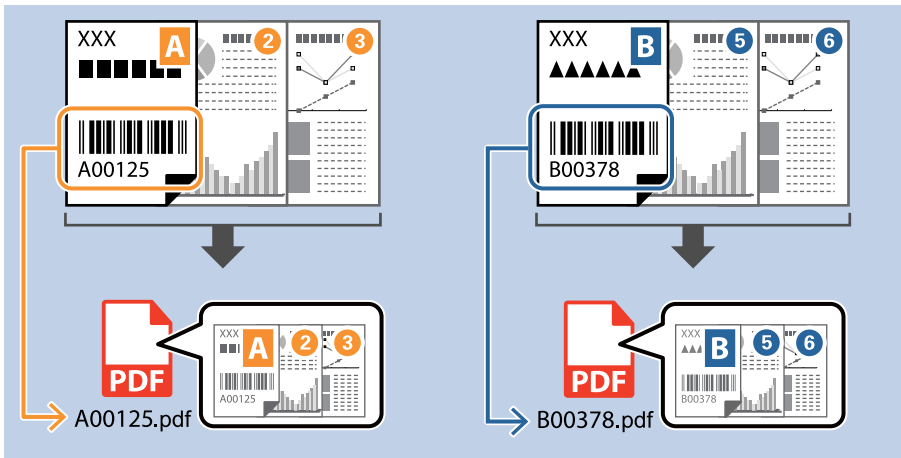 XXX
A
2
3
A00125
XXX
B
5
6
B00378
PDF
XXX
A
2
3
A00125
A00125.pdf
PDF
XXX
B
5
6
B00378
B00378.pdf